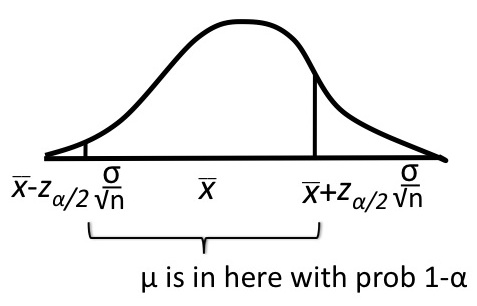 x̅-z_{α/2} σ/√n x̅ x̅+z_{α/2} σ/√n
μ is in here with prob 1-α